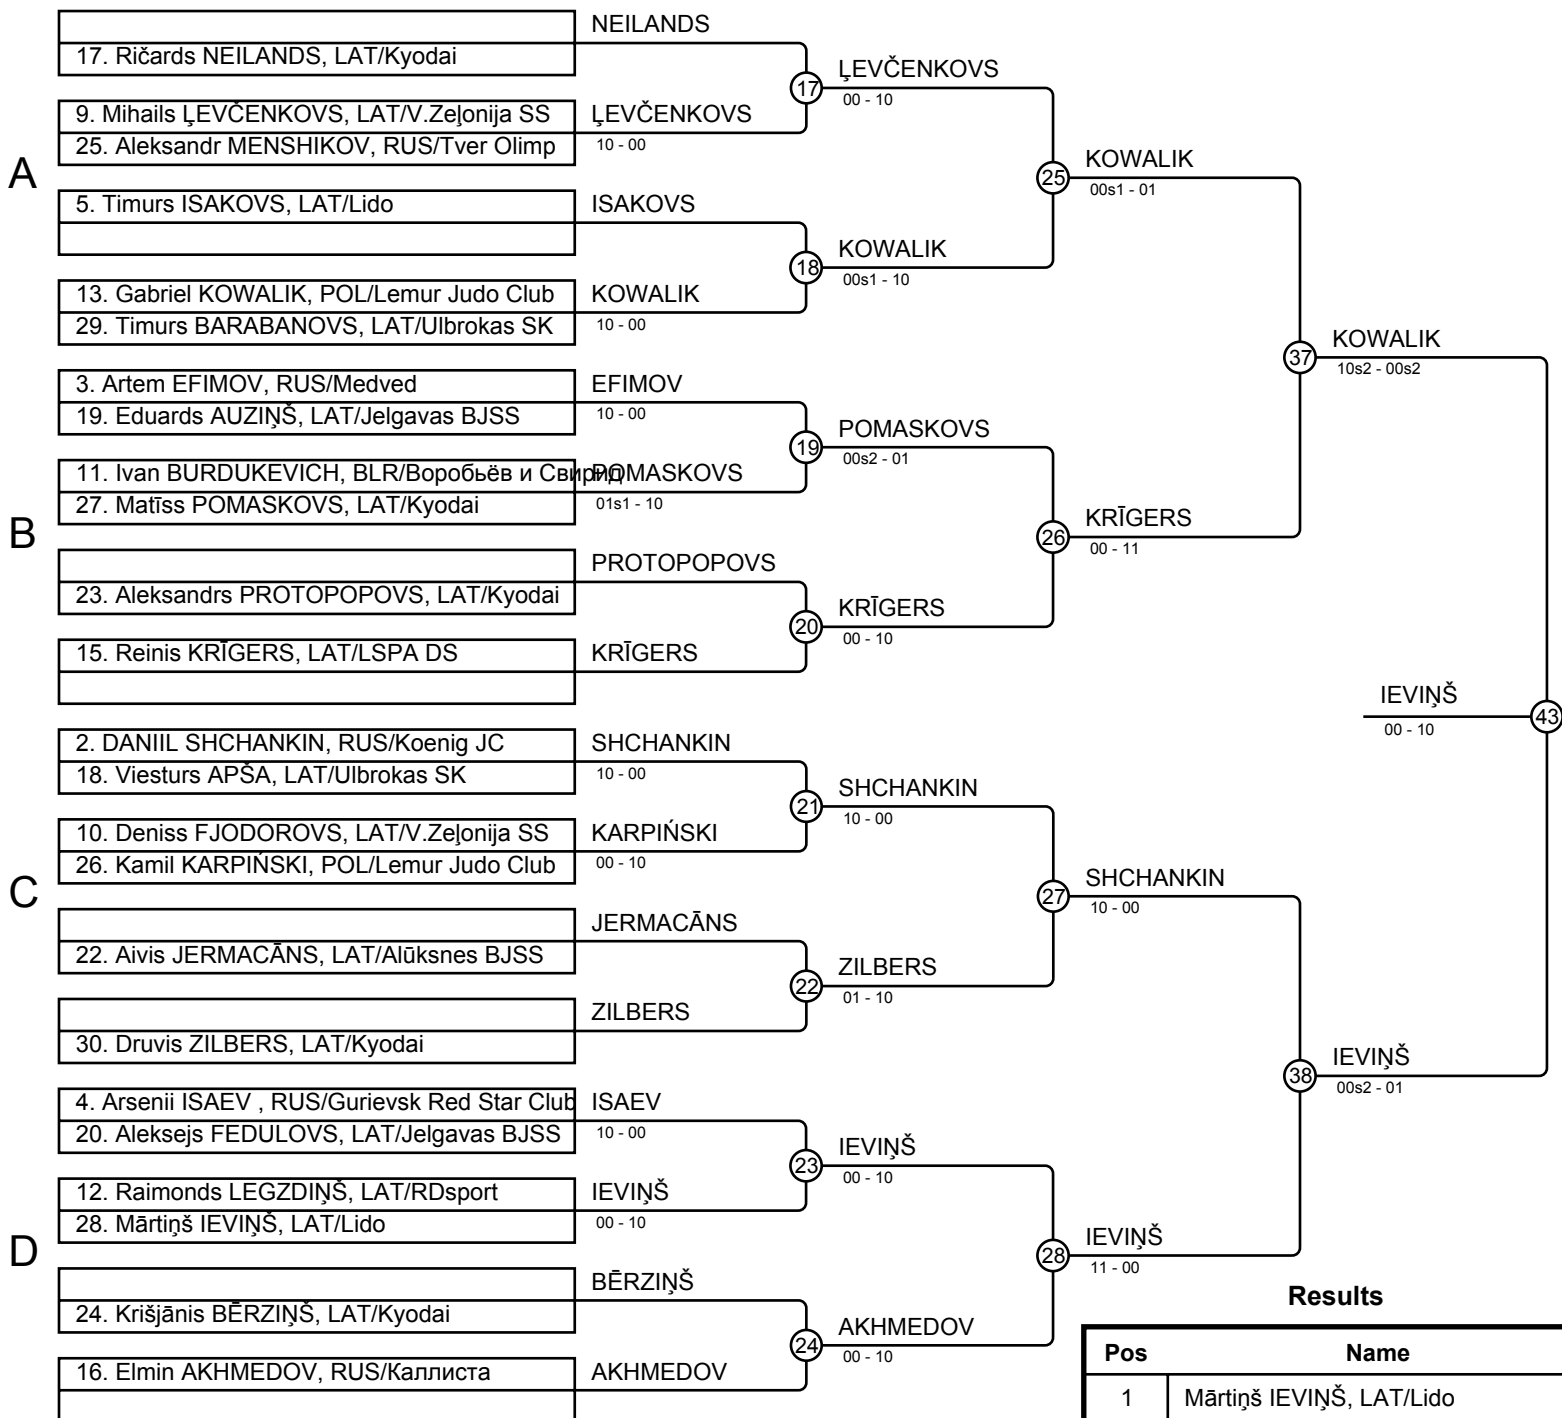 NEILANDS
17. Ričards NEILANDS, LAT/Kyodai
9. Mihails ĻEVČENKOVS, LAT/V.Zeļonija SS
ĻEVČENKOVS
25. Aleksandr MENSHIKOV, RUS/Tver Olimp
10 - 00
17
ĻEVČENKOVS
00 - 10
A
5. Timurs ISAKOVS, LAT/Lido
ISAKOVS
13. Gabriel KOWALIK, POL/Lemur Judo Club
KOWALIK
29. Timurs BARABANOVS, LAT/Ulbrokas SK
10 - 00
18
KOWALIK
00s1 - 10
25
KOWALIK
00s1 - 01
3. Artem EFIMOV, RUS/Medved
EFIMOV
19. Eduards AUZIŅŠ, LAT/Jelgavas BJSS
10 - 00
11. Ivan BURDUKEVICH, BLR/Воробьёв и Свирид
POMASKOVS
27. Matīss POMASKOVS, LAT/Kyodai
01s1 - 10
19
POMASKOVS
00s2 - 01
B
PROTOPOPOVS
23. Aleksandrs PROTOPOPOVS, LAT/Kyodai
15. Reinis KRĪGERS, LAT/LSPA DS
KRĪGERS
20
KRĪGERS
00 - 10
26
KRĪGERS
00 - 11
37
KOWALIK
10s2 - 00s2
IEVIŅŠ
00 - 10
43
2. DANIIL SHCHANKIN, RUS/Koenig JC
SHCHANKIN
18. Viesturs APŠA, LAT/Ulbrokas SK
10 - 00
10. Deniss FJODOROVS, LAT/V.Zeļonija SS
KARPIŃSKI
26. Kamil KARPIŃSKI, POL/Lemur Judo Club
00 - 10
21
SHCHANKIN
10 - 00
C
JERMACĀNS
22. Aivis JERMACĀNS, LAT/Alūksnes BJSS
ZILBERS
30. Druvis ZILBERS, LAT/Kyodai
22
ZILBERS
01 - 10
27
SHCHANKIN
10 - 00
4. Arsenii ISAEV , RUS/Gurievsk Red Star Club
ISAEV
20. Aleksejs FEDULOVS, LAT/Jelgavas BJSS
10 - 00
12. Raimonds LEGZDIŅŠ, LAT/RDsport
IEVIŅŠ
28. Mārtiņš IEVIŅŠ, LAT/Lido
00 - 10
23
IEVIŅŠ
00 - 10
D
BĒRZIŅŠ
24. Krišjānis BĒRZIŅŠ, LAT/Kyodai
16. Elmin AKHMEDOV, RUS/Каллиста
AKHMEDOV
24
AKHMEDOV
00 - 10
28
IEVIŅŠ
11 - 00
38
IEVIŅŠ
00s2 - 01
Results
Pos Name
1 Mārtiņš IEVIŅŠ, LAT/Lido